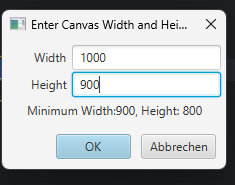 Enter Canvas Width and Hei...
Width 1000
Height 900
Minimum Width:900, Height: 800
OK Abbrechen